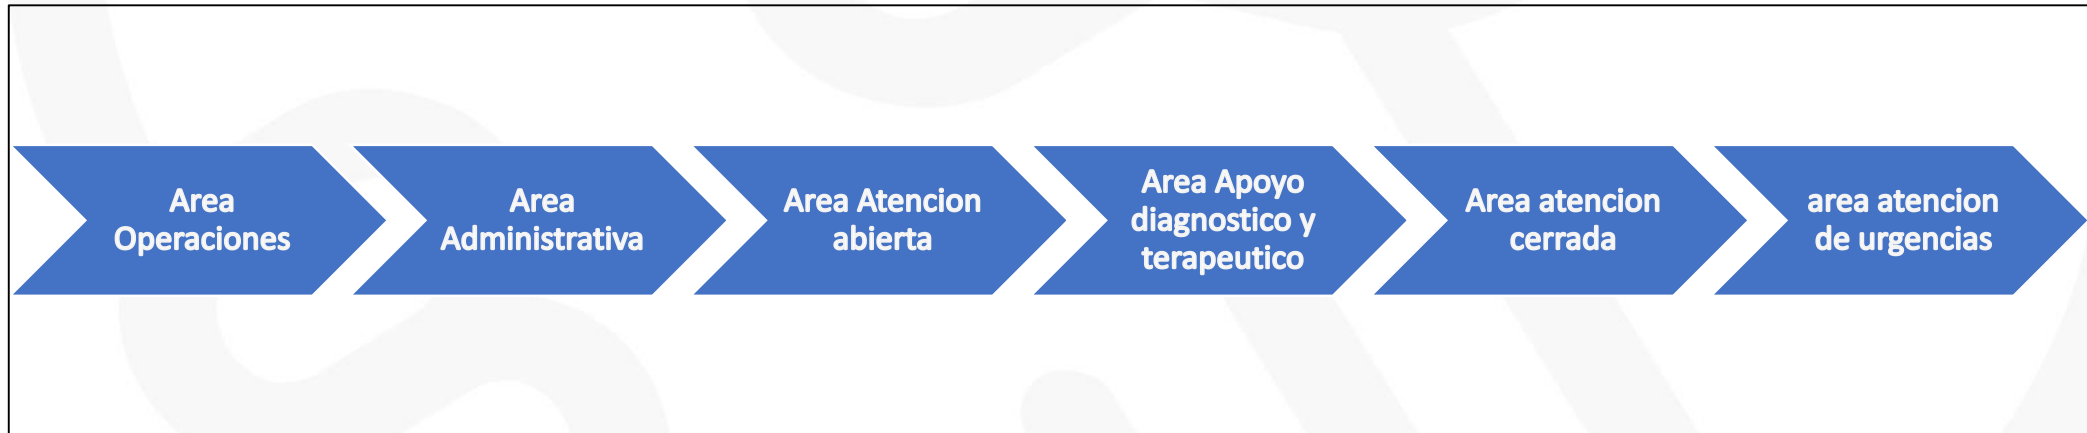 Area
Operaciones
Area
Administrativa
Area Atencion
abierta
Area Apoyo
diagnostico y
terapeutico
Area atencion
cerrada
area atencion
de urgencias